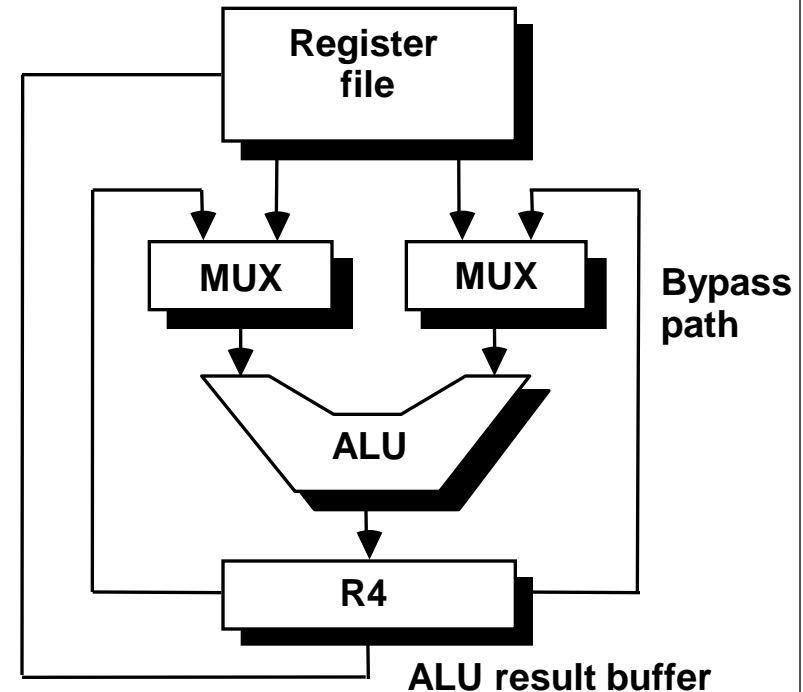 Register
file
MUX
MUX
Bypass
path
ALU
R4
ALU result buffer